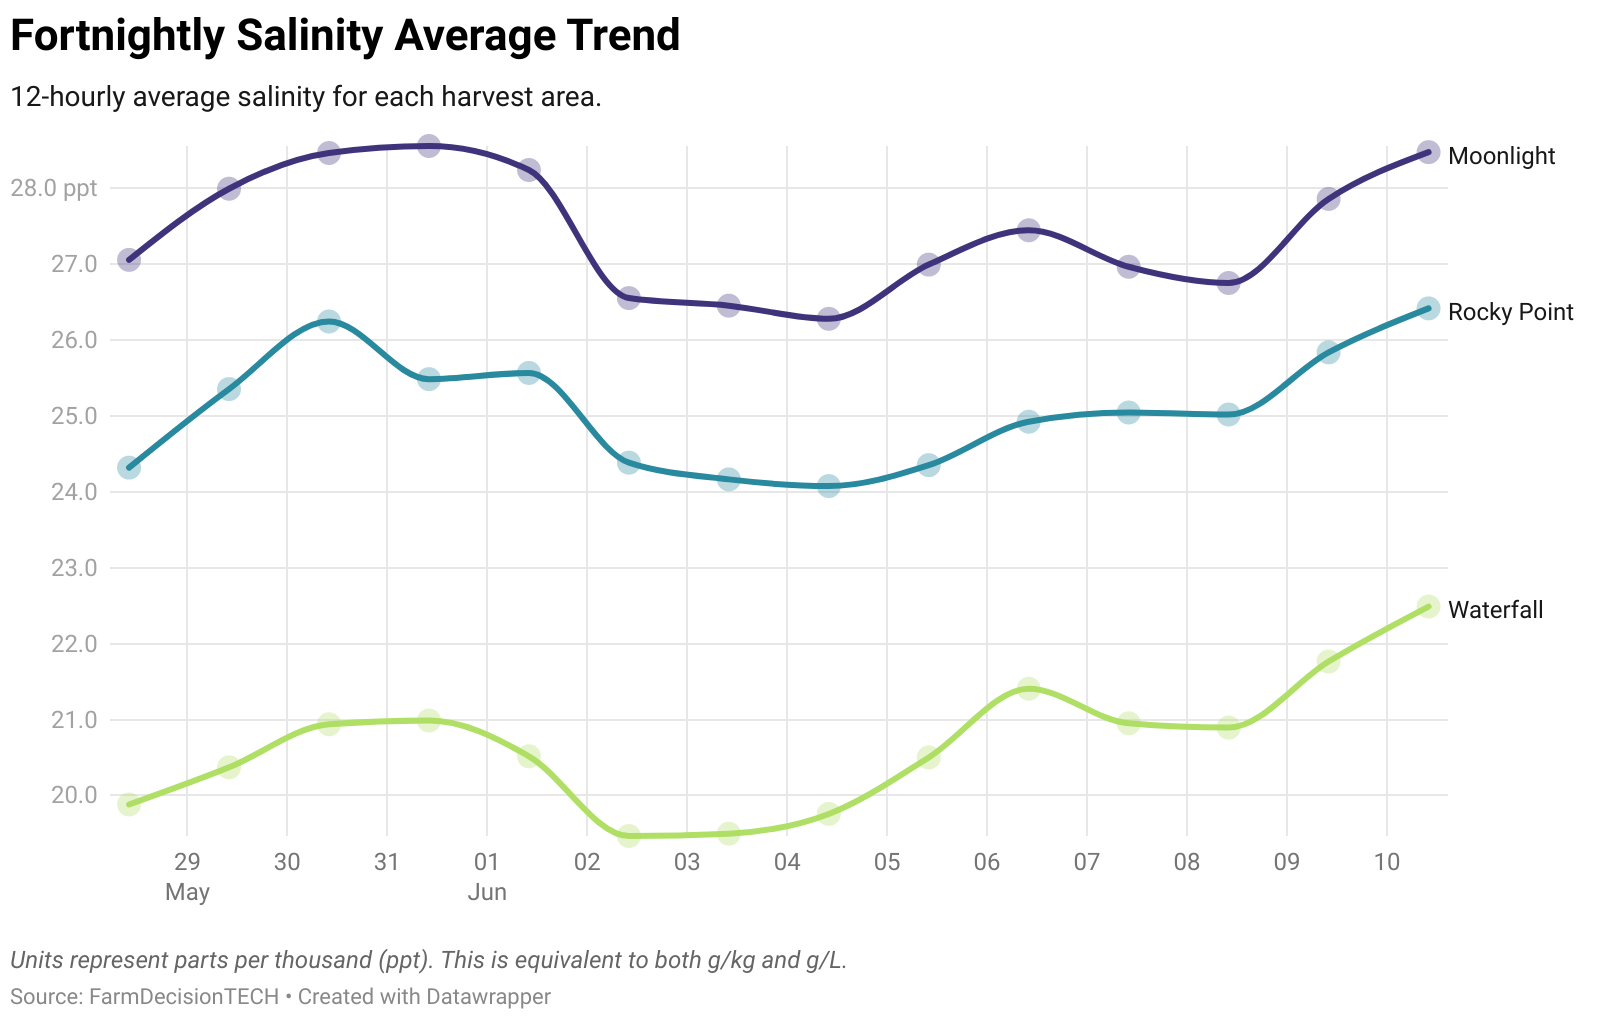 Fortnightly Salinity Average Trend
12-hourly average salinity for each harvest area.
Moonlight
28.0 ppt
27.0
Rocky Point
26.0
25.0
24.0
23.0
Waterfall
22.0
21.0
20.0
29 30 31 01 02 03 04 05 06 07 08 09 10
May Jun
Units represent parts per thousand (ppt). This is equivalent to both g/kg and g/L.
Source: FarmDecisionTECH • Created with Datawrapper